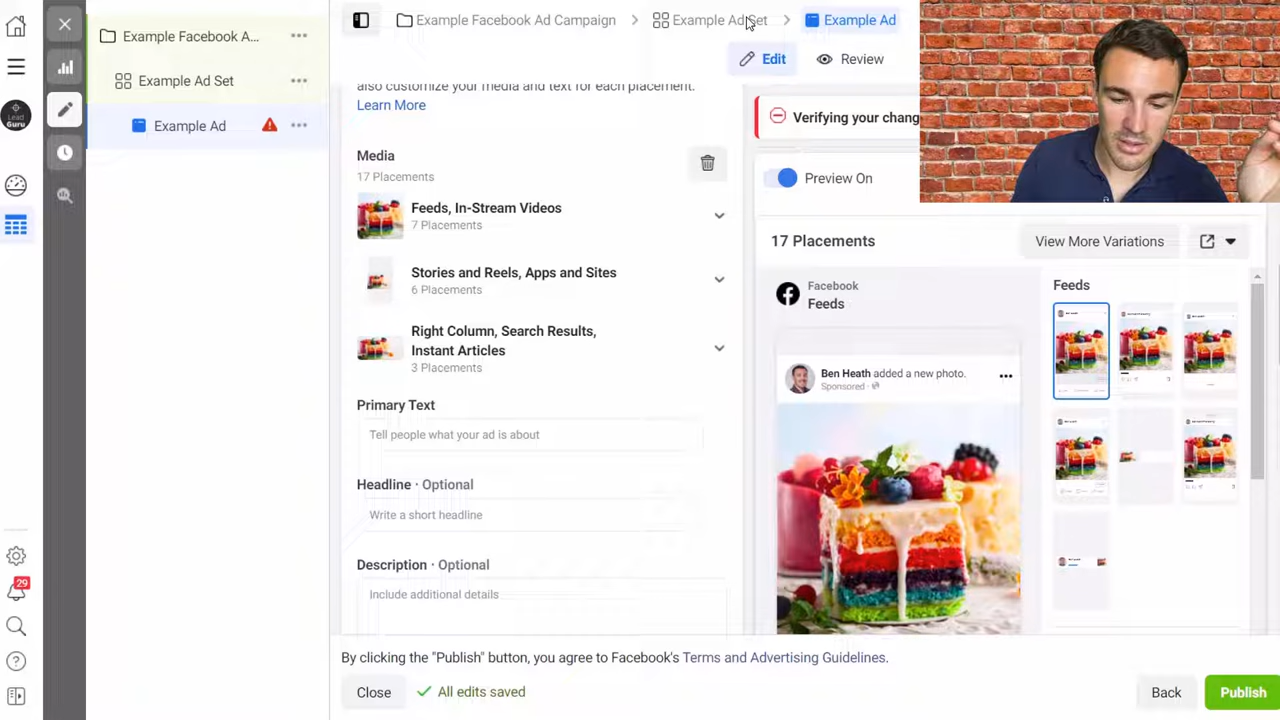 Example Facebook Ad Campaign
Example Ad Set
Example Ad
Example Facebook A...
Example Ad Set
Example Ad
Lead
Guru
29
Edit
Review
also customize your media and text for each placement.
Learn More
Media
17 Placements
Feeds, In-Stream Videos
7 Placements
Stories and Reels, Apps and Sites
6 Placements
Right Column, Search Results,
Instant Articles
3 Placements
Primary Text
Tell people what your ad is about
Headline · Optional
Write a short headline
Description · Optional
Include additional details
Verifying your chang
Preview On
17 Placements
View More Variations
Facebook
Feeds
Ben Heath added a new photo.
Sponsored ·
Feeds
By clicking the "Publish" button, you agree to Facebook's Terms and Advertising Guidelines.
Close
All edits saved
Back
Publish